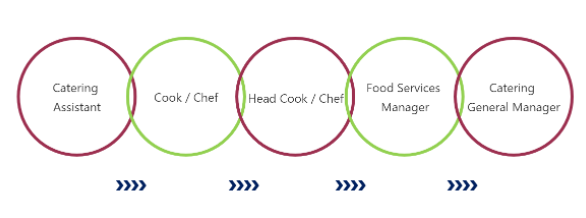 Catering
Assistant
Cook / Chef
Head Cook / Chef
Food Services
Manager
Catering
General Manager